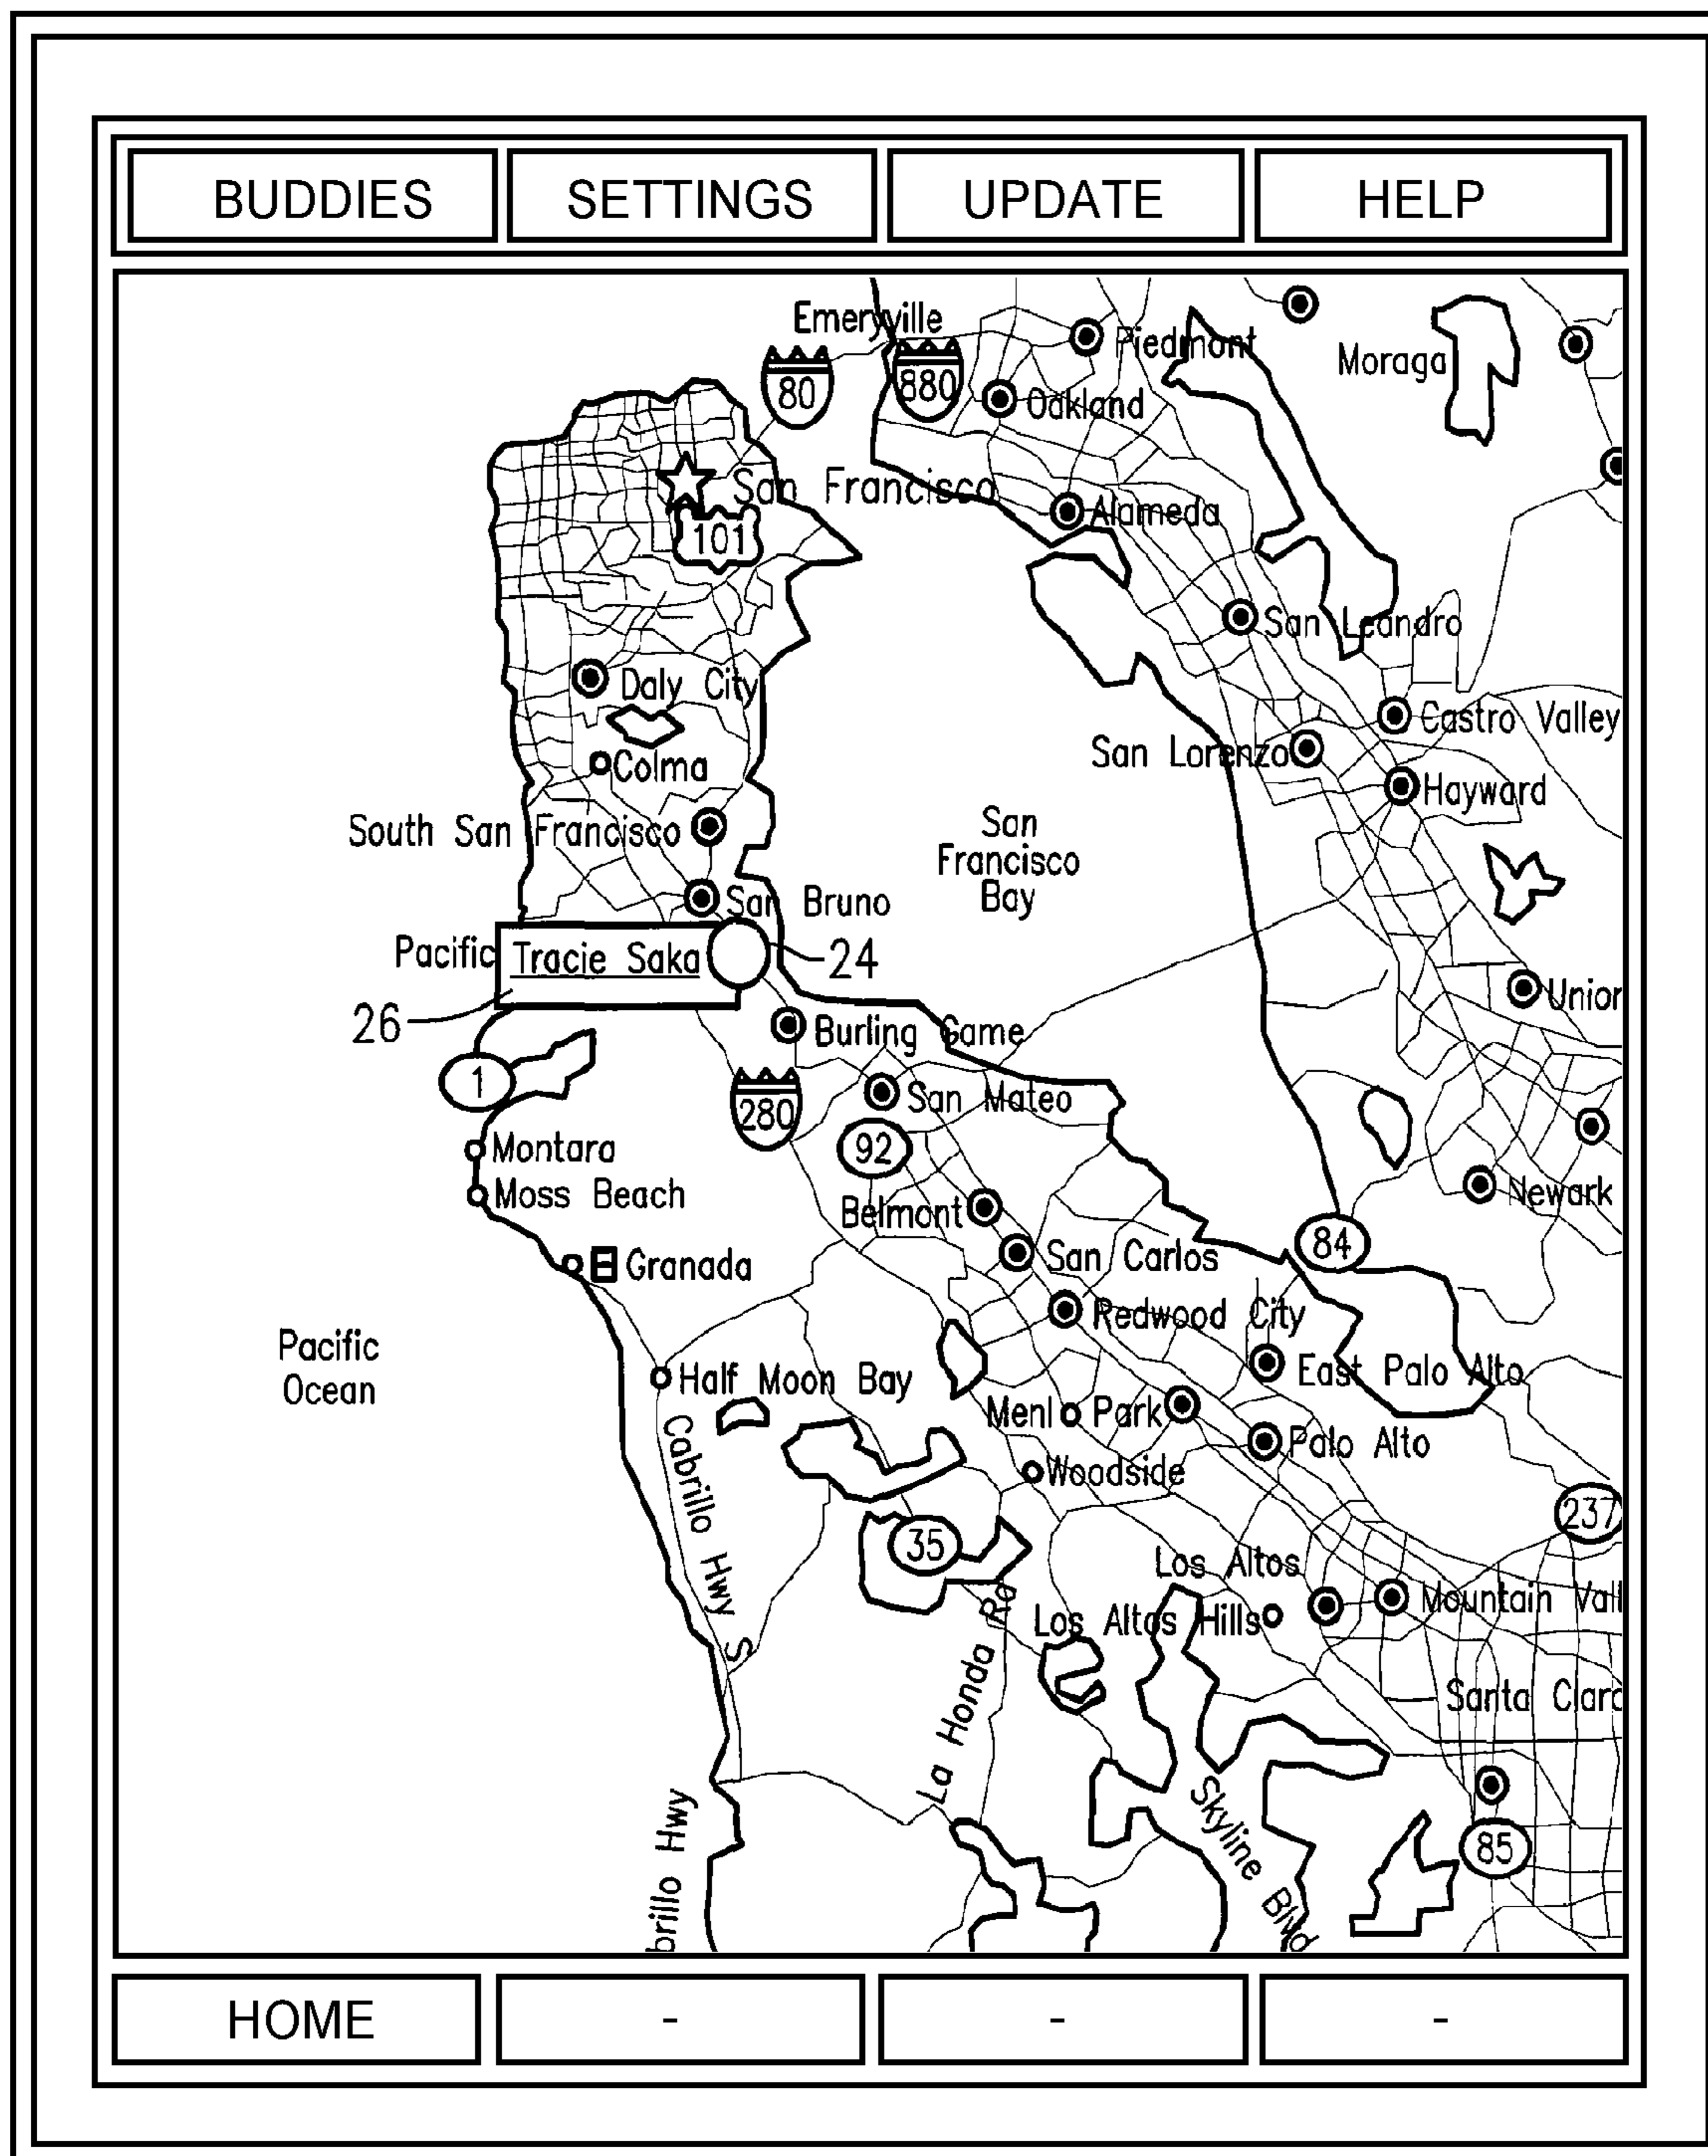 BUDDIES SETTINGS UPDATE HELP
Emeryville
Piedmont
Moraga
80
880
Oakland
San Francisco
101
Alameda
San Leandro
Daly City
Castro Valley
San Lorenzo
Colma
Hayward
South San Francisco
San
Francisco
Bay
San Bruno
Pacific
Tracie Saka
24
26
Union
Burling Game
1
280
San Mateo
92
Montara
Moss Beach
Newark
Belmont
84
San Carlos
Granada
Redwood City
Pacific
Ocean
East Palo Alto
Half Moon Bay
Menl Park
Palo Alto
Woodside
Cabrillo Hwy S
237
35
Los Altos
Mountain Vall
Los Altos Hills
La Honda Rd
Santa Clara
Skyline Blvd
85
brillo Hwy
HOME - - -